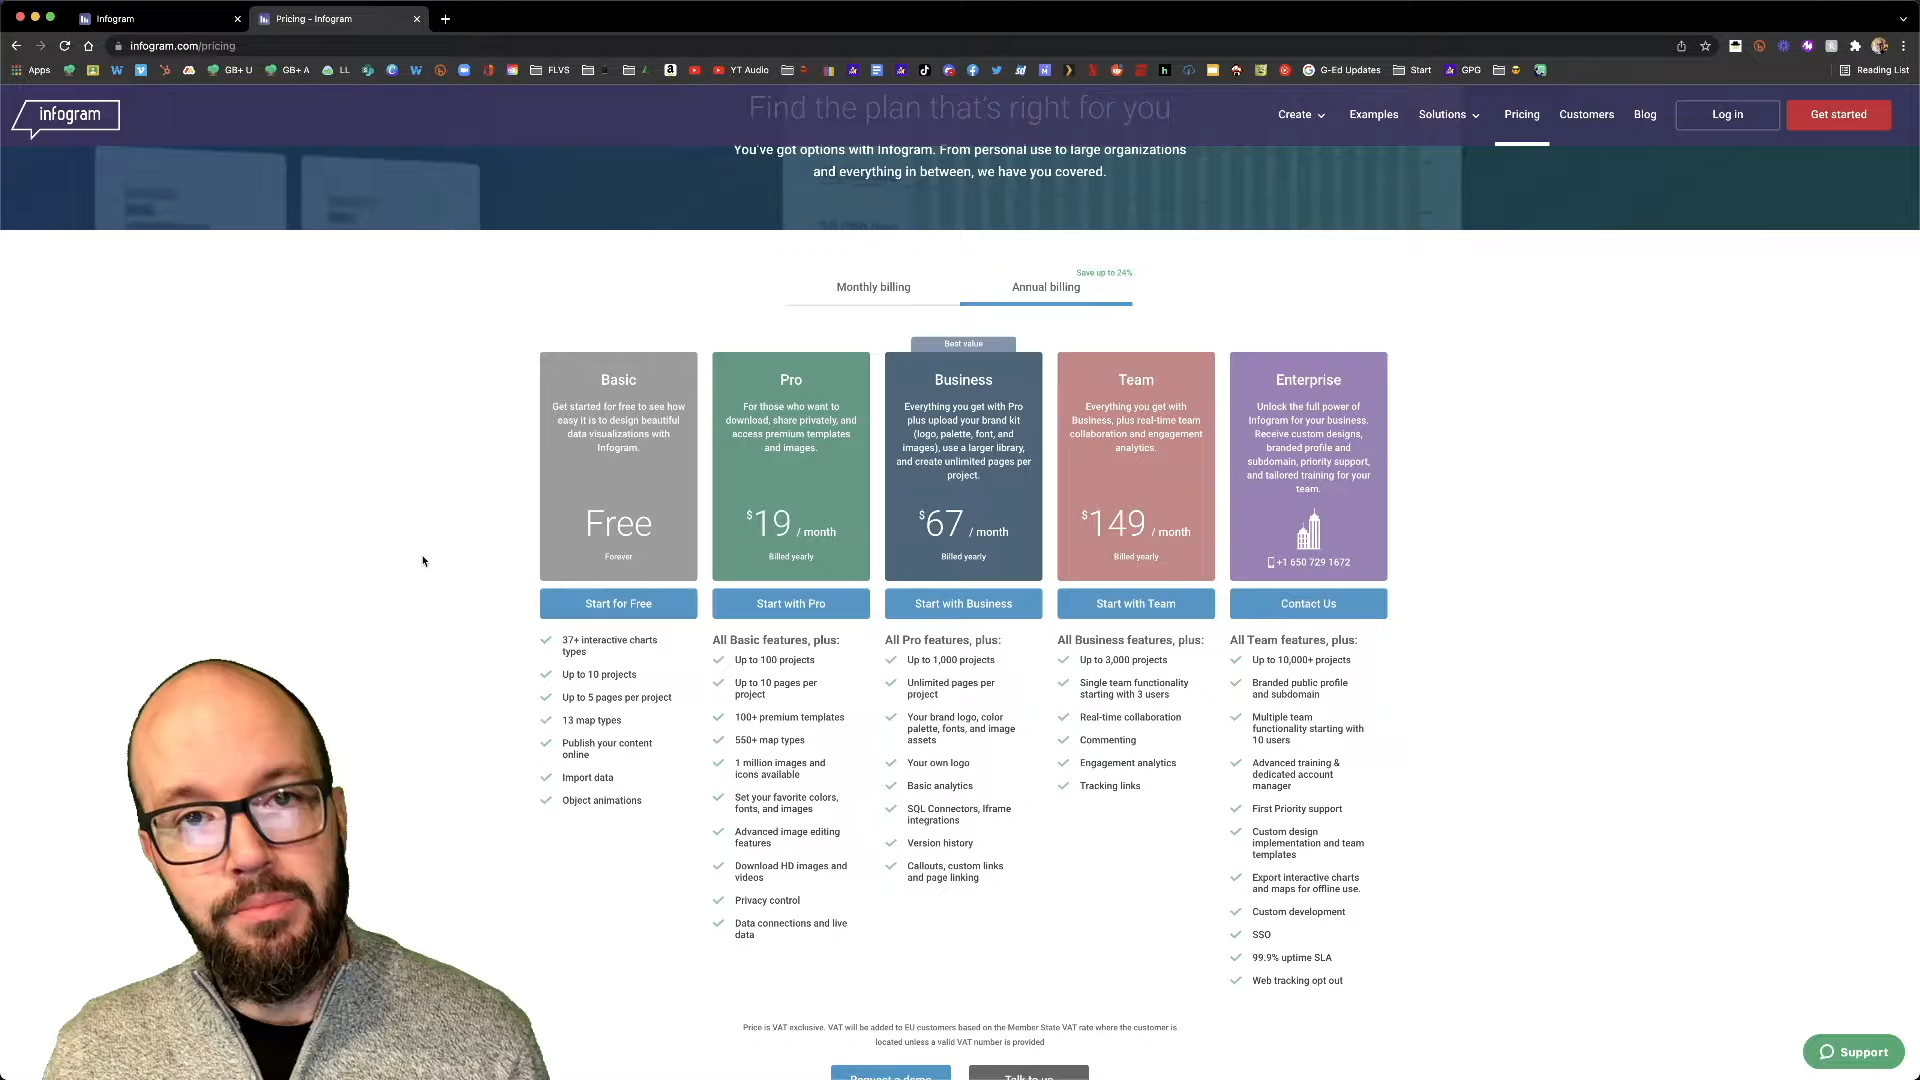 Infogram
Pricing - Infogram
infogram.com/pricing
Apps
GB+ U
GB+ A
LL
FLVS
YT Audio
G-Ed Updates
Start
GPG
Reading List
infogram
Find the plan that's right for you
Create
Examples
Solutions
Pricing
Customers
Blog
Log in
Get started
You've got options with Infogram. From personal use to large organizations
and everything in between, we have you covered.
Save up to 24%
Monthly billing
Annual billing
Best value
Basic
Get started for free to see how
easy it is to design beautiful
data visualizations with
Infogram.
Free
Forever
Start for Free
37+ interactive charts
types
Up to 10 projects
Up to 5 pages per project
13 map types
Publish your content
online
Import data
Object animations
Pro
For those who want to
download, share privately, and
access premium templates
and images.
$19 / month
Billed yearly
Start with Pro
All Basic features, plus:
Up to 100 projects
Up to 10 pages per
project
100+ premium templates
550+ map types
1 million images and
icons available
Set your favorite colors,
fonts, and images
Advanced image editing
features
Download HD images and
videos
Privacy control
Data connections and live
data
Business
Everything you get with Pro
plus upload your brand kit
(logo, palette, font, and
images), use a larger library,
and create unlimited pages per
project.
$67 / month
Billed yearly
Start with Business
All Pro features, plus:
Up to 1,000 projects
Unlimited pages per
project
Your brand logo, color
palette, fonts, and image
assets
Your own logo
Basic analytics
SQL Connectors, Iframe
integrations
Version history
Callouts, custom links
and page linking
Team
Everything you get with
Business, plus real-time team
collaboration and engagement
analytics.
$149 / month
Billed yearly
Start with Team
All Business features, plus:
Up to 3,000 projects
Single team functionality
starting with 3 users
Real-time collaboration
Commenting
Engagement analytics
Tracking links
Enterprise
Unlock the full power of
Infogram for your business.
Receive custom designs,
branded profile and
subdomain, priority support,
and tailored training for your
team.
+1 650 729 1672
Contact Us
All Team features, plus:
Up to 10,000+ projects
Branded public profile
and subdomain
Multiple team
functionality starting with
10 users
Advanced training &
dedicated account
manager
First Priority support
Custom design
implementation and team
templates
Export interactive charts
and maps for offline use.
Custom development
SSO
99.9% uptime SLA
Web tracking opt out
Price is VAT exclusive. VAT will be added to EU customers based on the Member State VAT rate where the customer is
located unless a valid VAT number is provided
Request a demo
Talk to us
Support